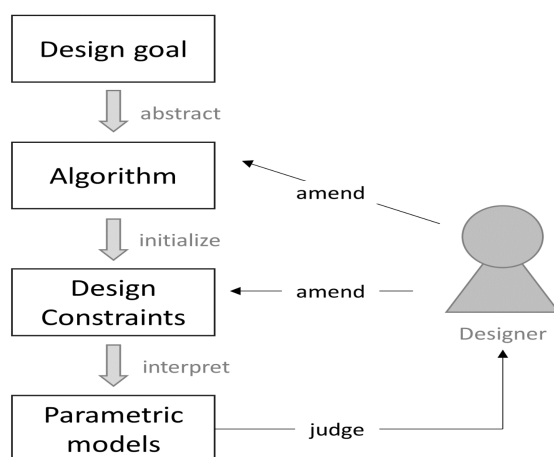 Design goal
abstract
Algorithm
amend
initialize
Design
Constraints
amend
Designer
interpret
Parametric
models
judge